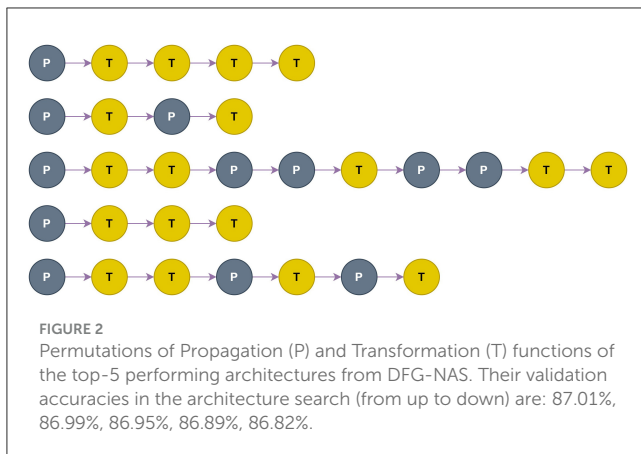 P T T T T
P T P T
P T T P P T P P T T
P T T T
P T T P T P T
FIGURE 2
Permutations of Propagation (P) and Transformation (T) functions of
the top-5 performing architectures from DFG-NAS. Their validation
accuracies in the architecture search (from up to down) are: 87.01%,
86.99%, 86.95%, 86.89%, 86.82%.